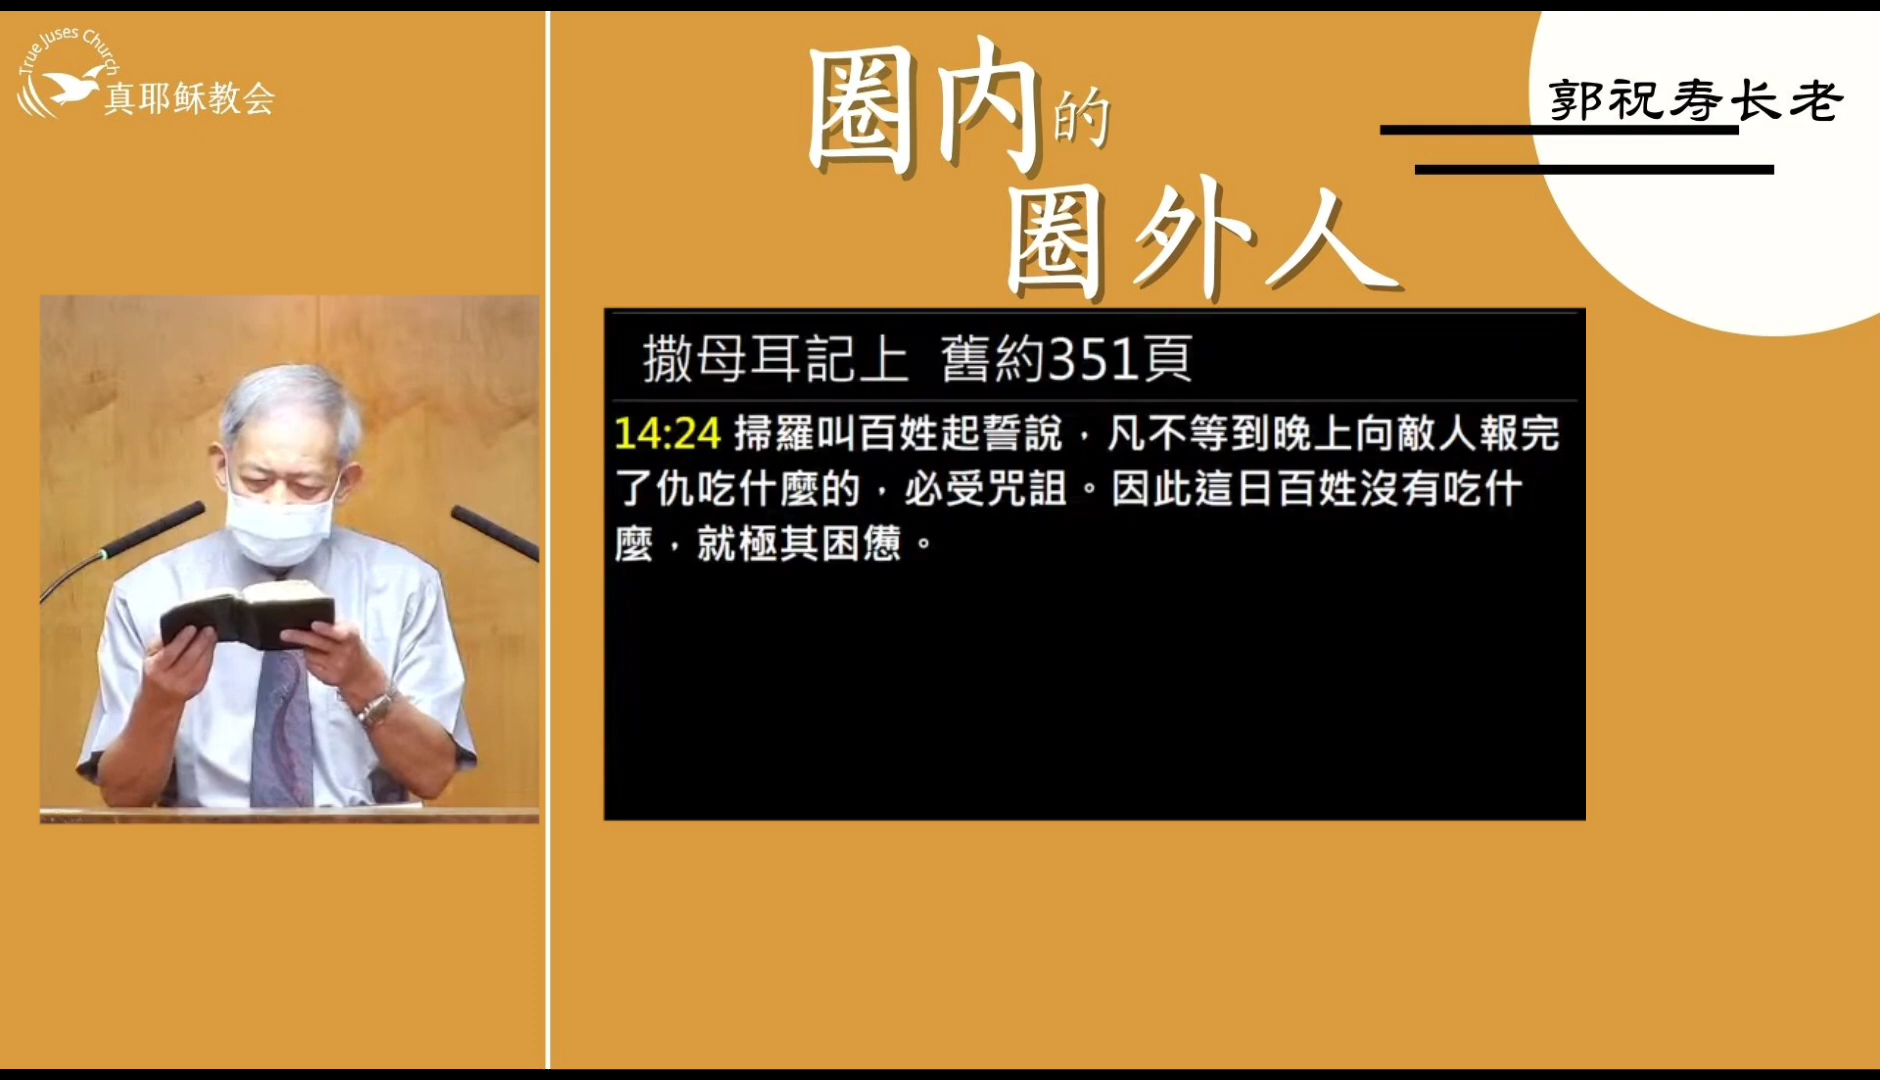 True Juses Church
真耶稣教会
圈内的
圈外人
郭祝寿长老
撒母耳記上 舊約351頁
14:24 掃羅叫百姓起誓說，凡不等到晚上向敵人報完
了仇吃什麼的，必受咒詛。因此這日百姓沒有吃什
麼，就極其困憊。